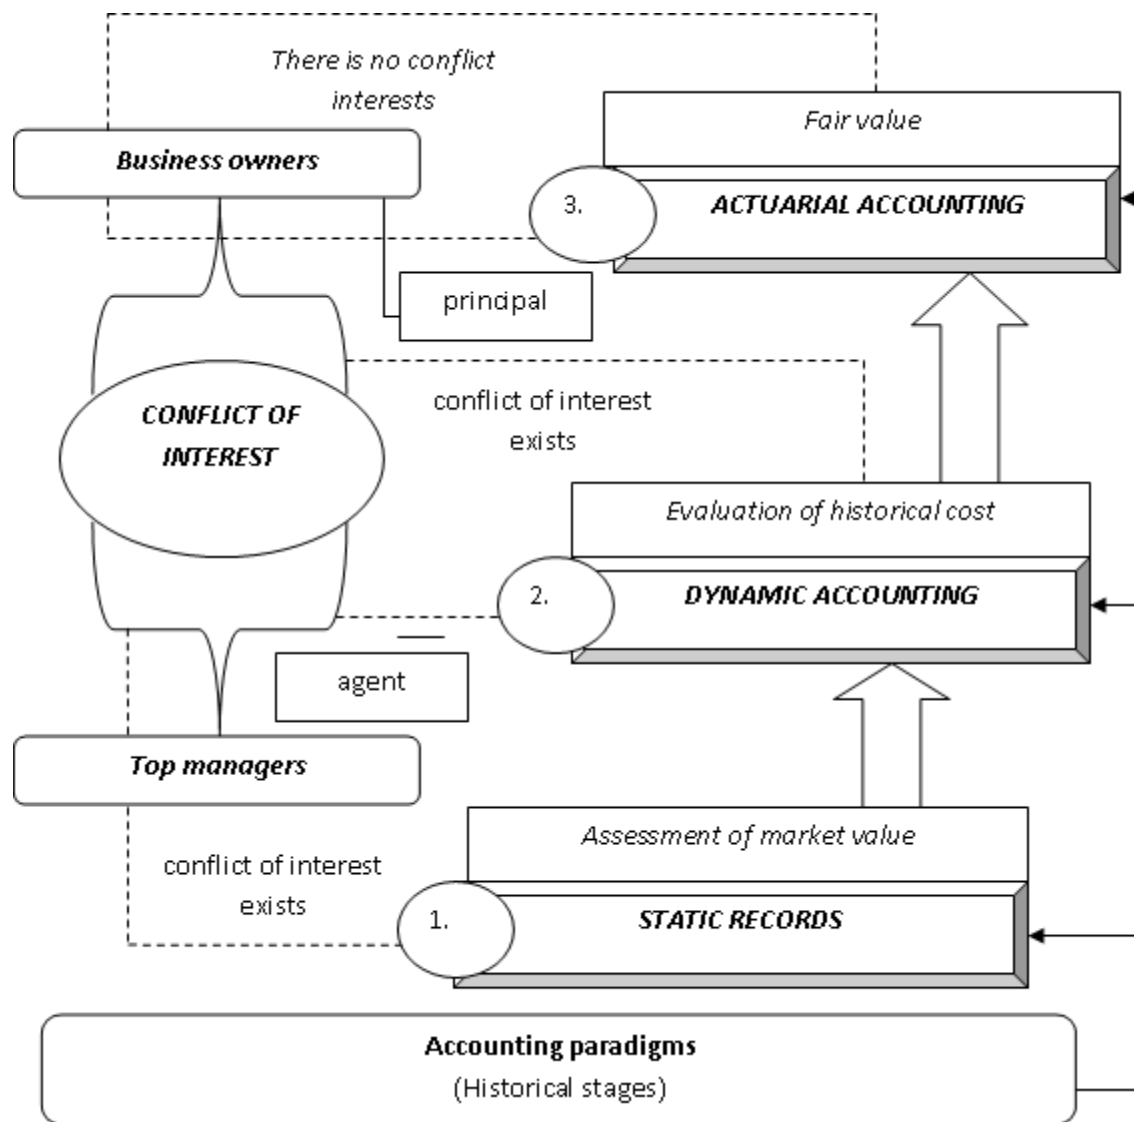 There is no conflict
interests
Fair value
Business owners
3.
ACTUARIAL ACCOUNTING
principal
conflict of interest
exists
CONFLICT OF
INTEREST
Evaluation of historical cost
2.
DYNAMIC ACCOUNTING
agent
Top managers
Assessment of market value
conflict of interest
exists
1.
STATIC RECORDS
Accounting paradigms
(Historical stages)